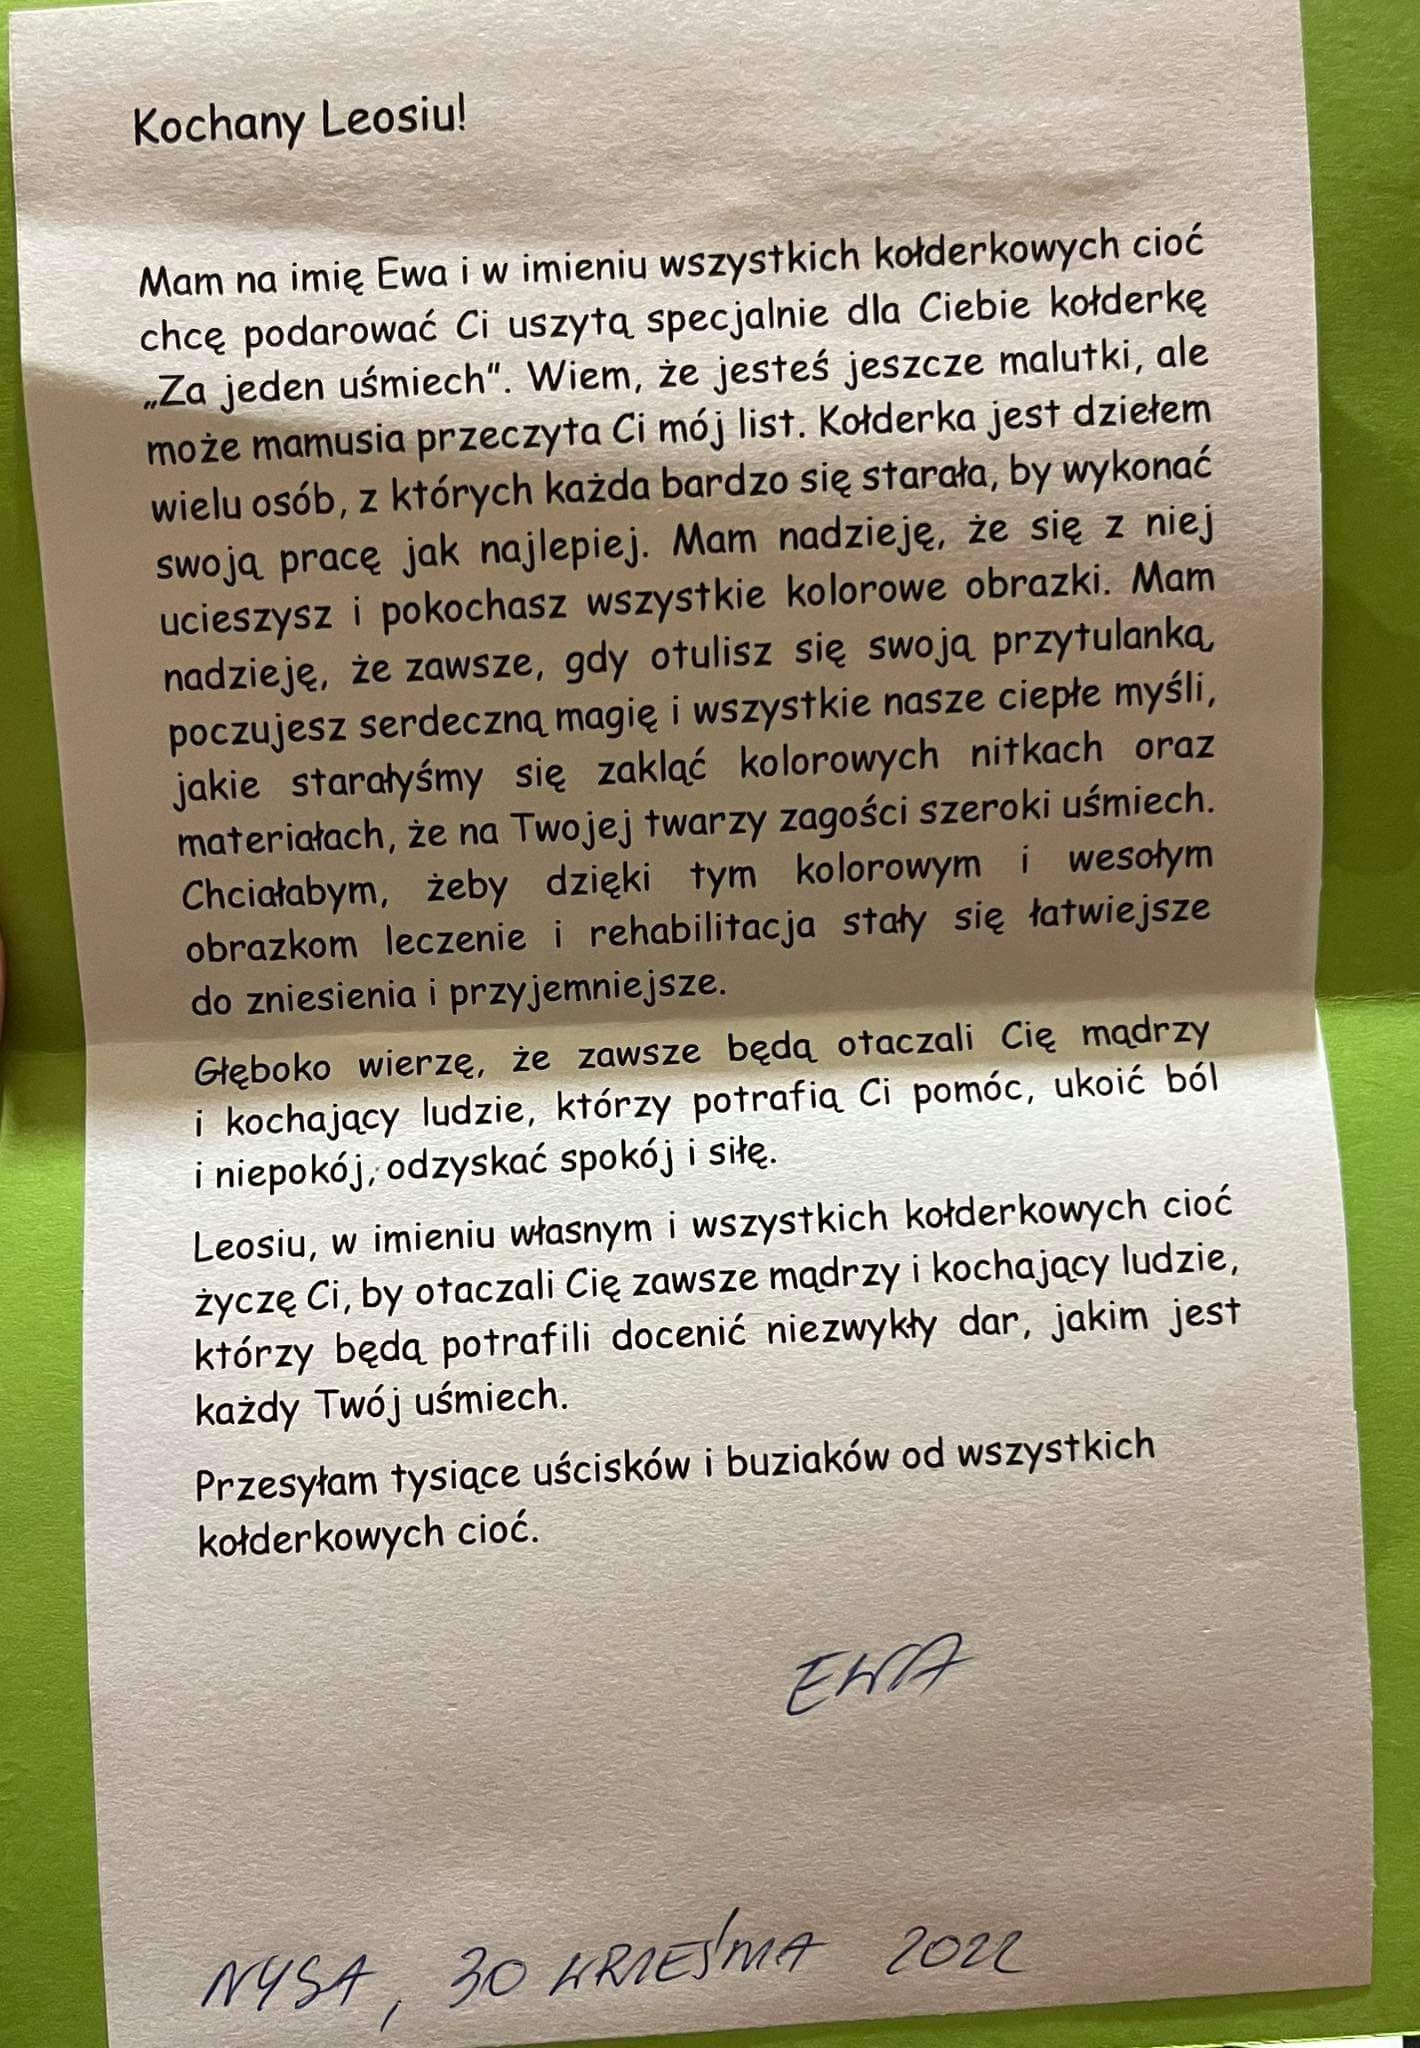 Kochany Leosiu!
Mam na imię Ewa i w imieniu wszystkich kołderkowych cioć
chcę podarować Ci uszytą specjalnie dla Ciebie kołderkę
„Za jeden uśmiech". Wiem, że jesteś jeszcze malutki, ale
może mamusia przeczyta Ci mój list. Kołderka jest dziełem
wielu osób, z których każda bardzo się starała, by wykonać
swoją pracę jak najlepiej. Mam nadzieję, że się z niej
ucieszysz i pokochasz wszystkie kolorowe obrazki. Mam
nadzieję, że zawsze, gdy otulisz się swoją przytulanką,
poczujesz serdeczną magię i wszystkie nasze ciepłe myśli,
jakie starałyśmy się zakląć kolorowych nitkach oraz
materiałach, że na Twojej twarzy zagości szeroki uśmiech.
Chciałabym, żeby dzięki tym kolorowym i wesołym
obrazkom leczenie i rehabilitacja stały się łatwiejsze
do zniesienia i przyjemniejsze.
Głęboko wierzę, że zawsze będą otaczali Cię mądrzy
i kochający ludzie, którzy potrafią Ci pomóc, ukoić ból
i niepokój, odzyskać spokój i siłę.
Leosiu, w imieniu własnym i wszystkich kołderkowych cioć
życzę Ci, by otaczali Cię zawsze mądrzy i kochający ludzie,
którzy będą potrafili docenić niezwykły dar, jakim jest
każdy Twój uśmiech.
Przesyłam tysiące uścisków i buziaków od wszystkich
kołderkowych cioć.
EWA
NYSA, 30 WRZEŚNIA 2022